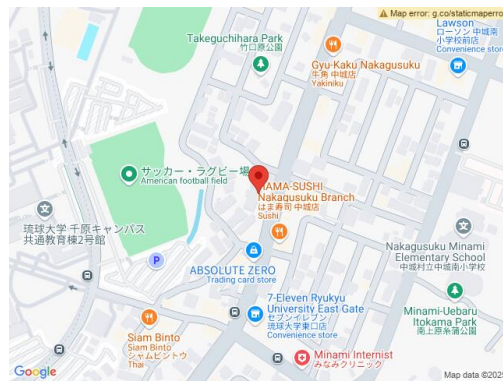 Map error: g.co/staticmaperro
Takeguchihara Park
竹口原公園
Lawson
ローソン 中城南
小学校前店
Convenience store
Gyu-Kaku Nakagusuku
牛角 中城店
Yakiniku
サッカー・ラグビー場
American football field
HAMA-SUSHI
Nakagusuku Branch
はま寿司 中城店
Sushi
琉球大学 千原キャンパス
共通教育棟2号館
P
ABSOLUTE ZERO
Trading card store
Nakagusuku Minami
Elementary School
中城村立中城南小学校
7-Eleven Ryukyu
University East Gate
セブンイレブン
琉球大学東口店
Convenience store
Minami-Uebaru
Itokama Park
南上原糸蒲公園
Siam Binto
シャムビントウ
Thai
Minami Internist
みなみクリニック
Google
Map data ©2025